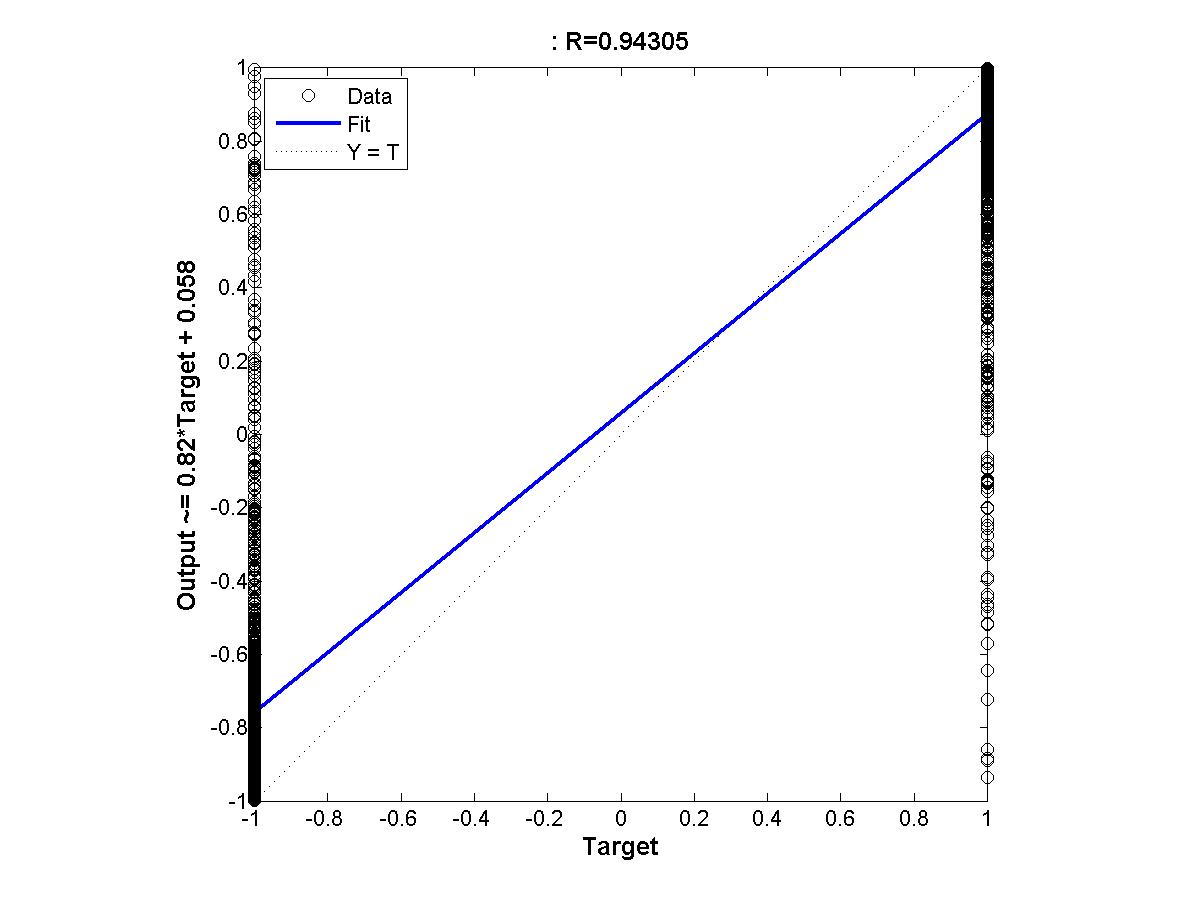 : R=0.94305
Data
Fit
Y = T
Output ~= 0.82*Target + 0.058
1
0.8
0.6
0.4
0.2
0
-0.2
-0.4
-0.6
-0.8
-1
-1 -0.8 -0.6 -0.4 -0.2 0 0.2 0.4 0.6 0.8 1
Target